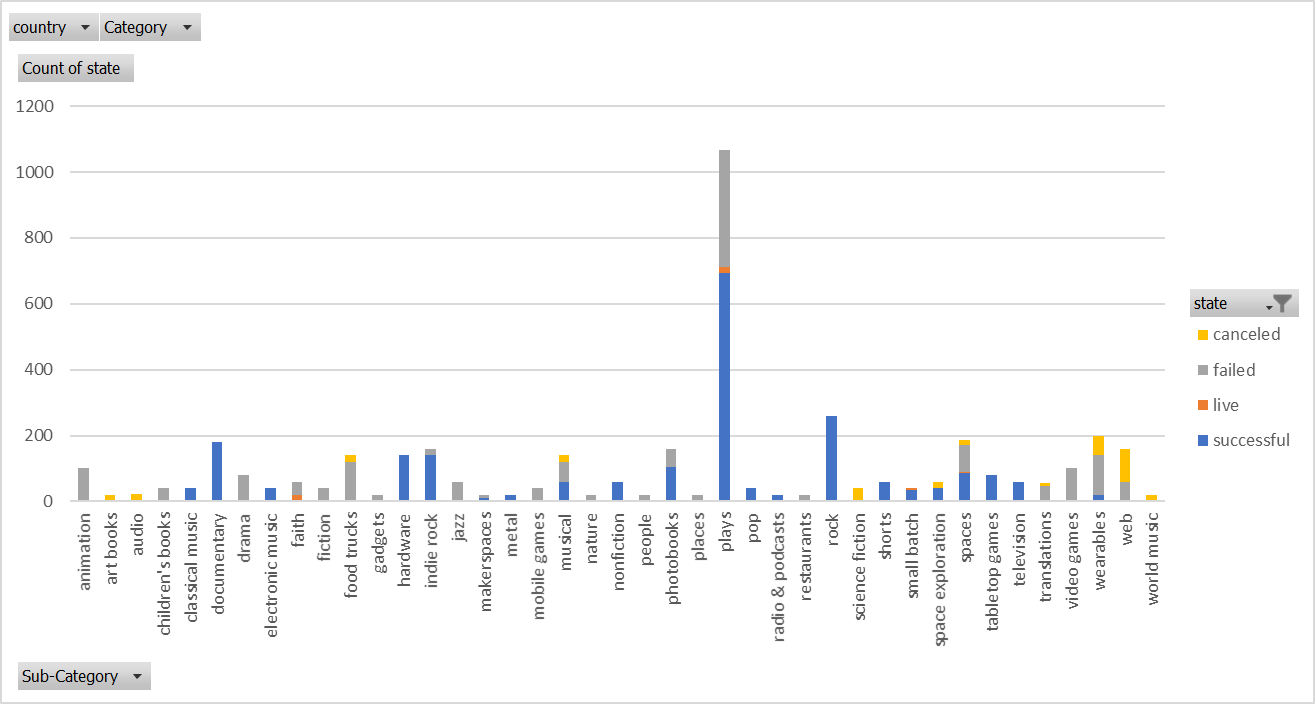 country Category
Count of state
1200
1000
800
600
400
200
0
animation
art books
audio
children's books
classical music
documentary
drama
electronic music
faith
fiction
food trucks
gadgets
hardware
indie rock
jazz
makerspaces
metal
mobile games
musical
nature
nonfiction
people
photobooks
places
plays
pop
radio & podcasts
restaurants
rock
science fiction
shorts
small batch
space exploration
spaces
tabletop games
television
translations
video games
wearables
web
world music
state
canceled
failed
live
successful
Sub-Category